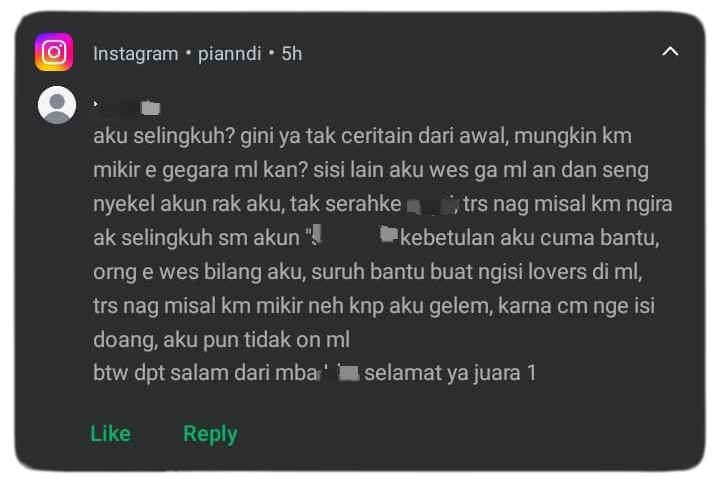 Instagram • pianndi • 5h
aku selingkuh? gini ya tak ceritain dari awal, mungkin km
mikir e gegara ml kan? sisi lain aku wes ga ml an dan seng
nyekel akun rak aku, tak serahke , trs nag misal km ngira
ak selingkuh sm akun " kebetulan aku cuma bantu,
orng e wes bilang aku, suruh bantu buat ngisi lovers di ml,
trs nag misal km mikir neh knp aku gelem, karna cm nge isi
doang, aku pun tidak on ml
btw dpt salam dari mba selamat ya juara 1
Like Reply